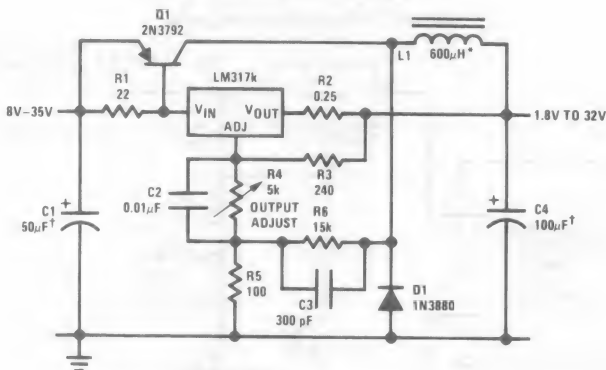 Q1
2N3792
L1
600μH*
R1
22
LM317k
VIN
VOUT
ADJ
R2
0.25
8V–35V
1.8V TO 32V
C1
50μF†
+
C2
0.01μF
R4
5k
OUTPUT
ADJUST
R3
240
R6
15k
C4
100μF†
+
R5
100
C3
300 pF
D1
1N3880